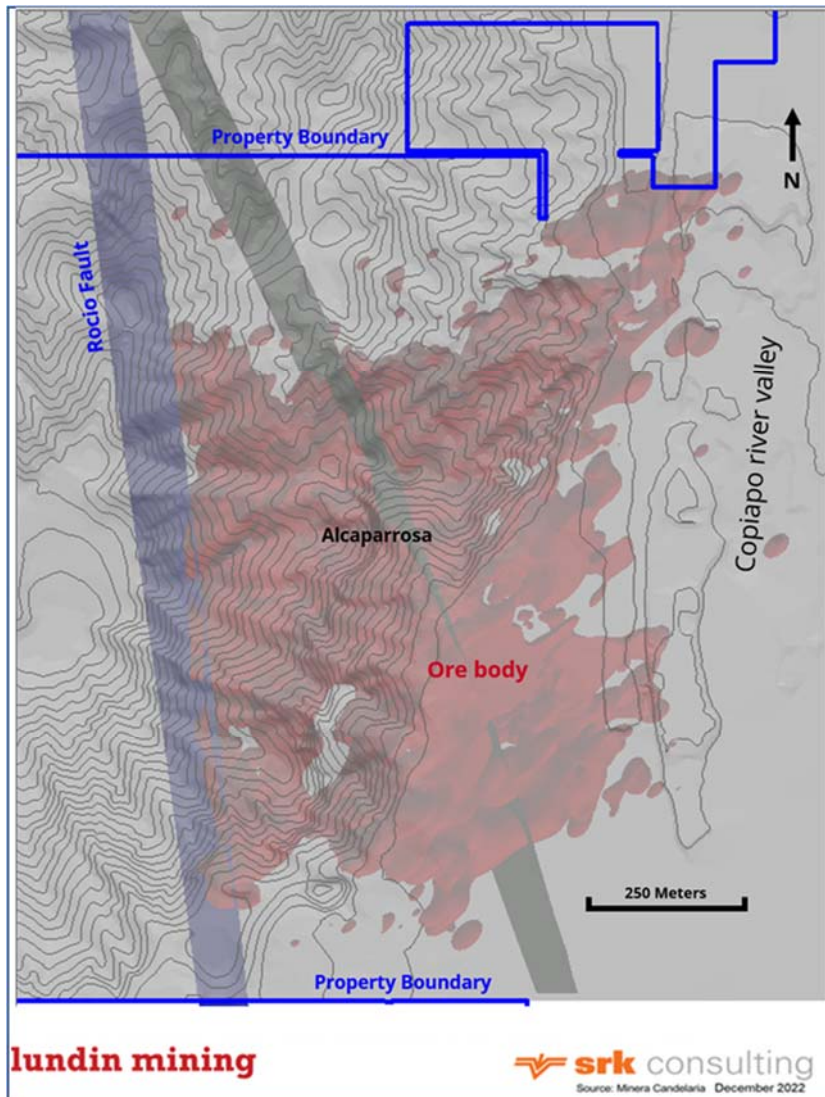 Property Boundary
N
Rocio Fault
Copiapo river valley
Alcaparrosa
Ore body
250 Meters
Property Boundary
lundin mining
srk consulting
Source: Minera Candelaria December 2022